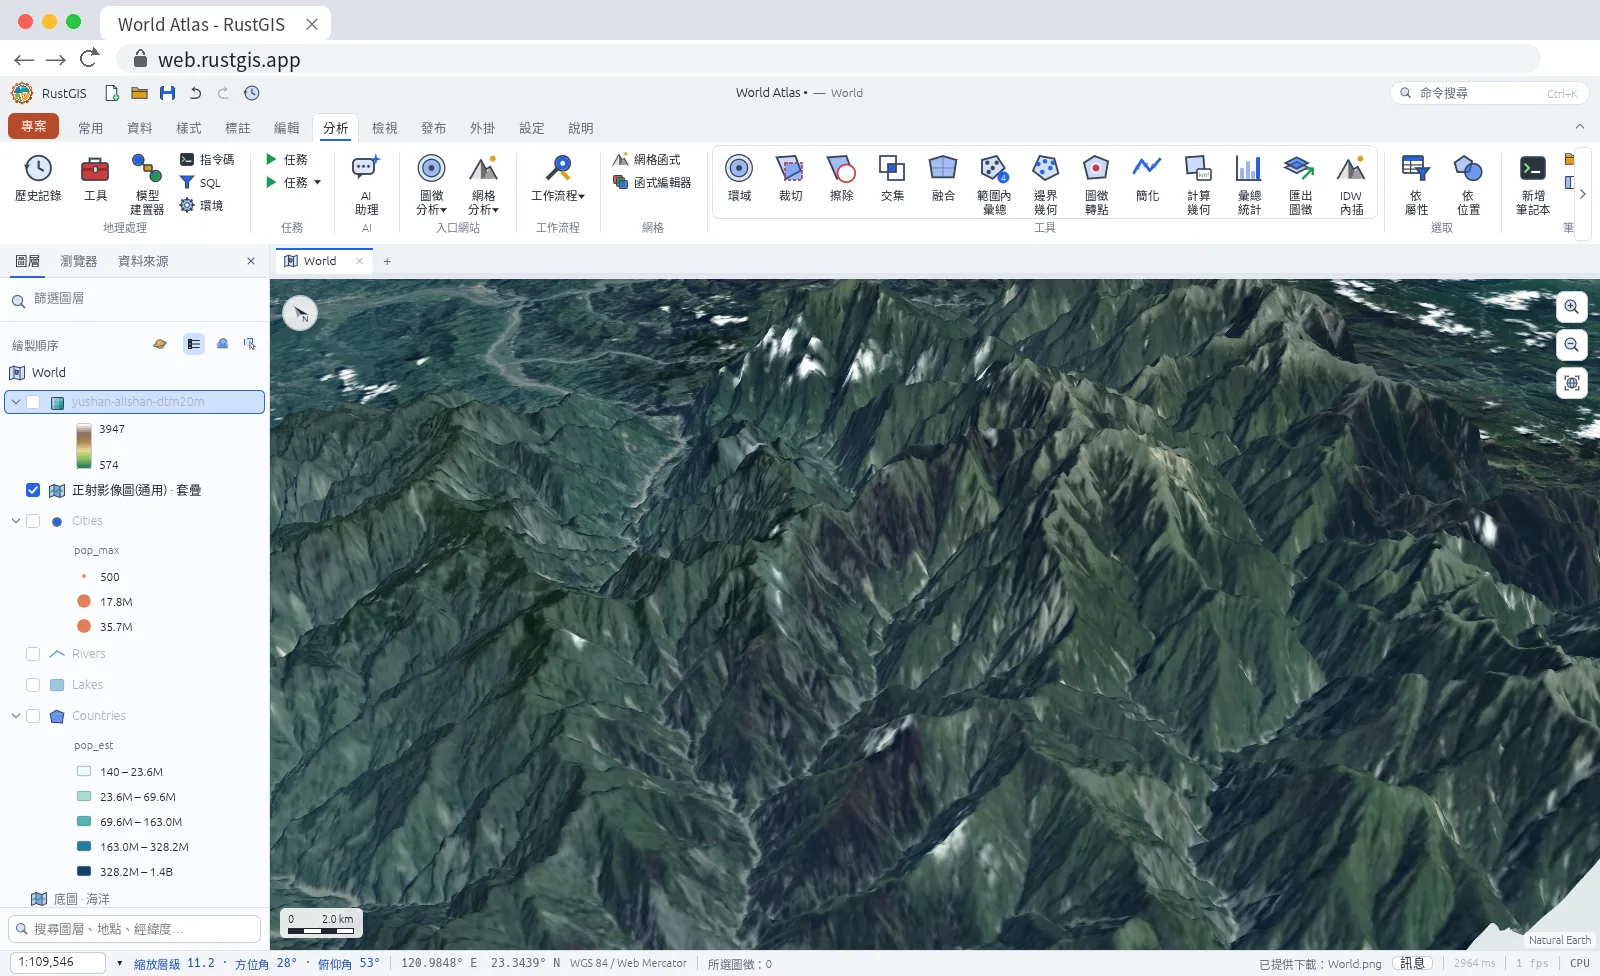 World Atlas - RustGIS
web.rustgis.app
RustGIS
World Atlas • — World
命令搜尋 Ctrl+K
專案 常用 資料 樣式 標註 編輯 分析 檢視 發布 外掛 設定 說明
歷史記錄
工具
模型
建置器
指令碼
SQL
環境
地理處理
任務
任務
任務
AI
助理
AI
圖徵
分析
網格
分析
入口網站
工作流程
工作流程
網格函式
函式編輯器
網格
環域
裁切
擦除
交集
融合
範圍內
彙總
邊界
幾何
圖徵
轉點
簡化
計算
幾何
彙總
統計
匯出
圖徵
IDW
內插
工具
依
屬性
依
位置
選取
新增
筆記本
筆
圖層 瀏覽器 資料來源
World
篩選圖層
繪製順序
World
yushan-alishan-dtm20m
3947
574
正射影像圖(通用) · 套疊
Cities
pop_max
500
17.8M
35.7M
Rivers
Lakes
Countries
pop_est
140 – 23.6M
23.6M – 69.6M
69.6M – 163.0M
163.0M – 328.2M
328.2M – 1.4B
底圖 · 海洋
搜尋圖層、地點、經緯度…
N
0 2.0 km
Natural Earth
1:109,546 縮放層級 11.2 · 方位角 28° · 俯仰角 53° 120.9848° E 23.3439° N WGS 84 / Web Mercator 所選圖徵：0 已提供下載：World.png 訊息 2964 ms 1 fps CPU